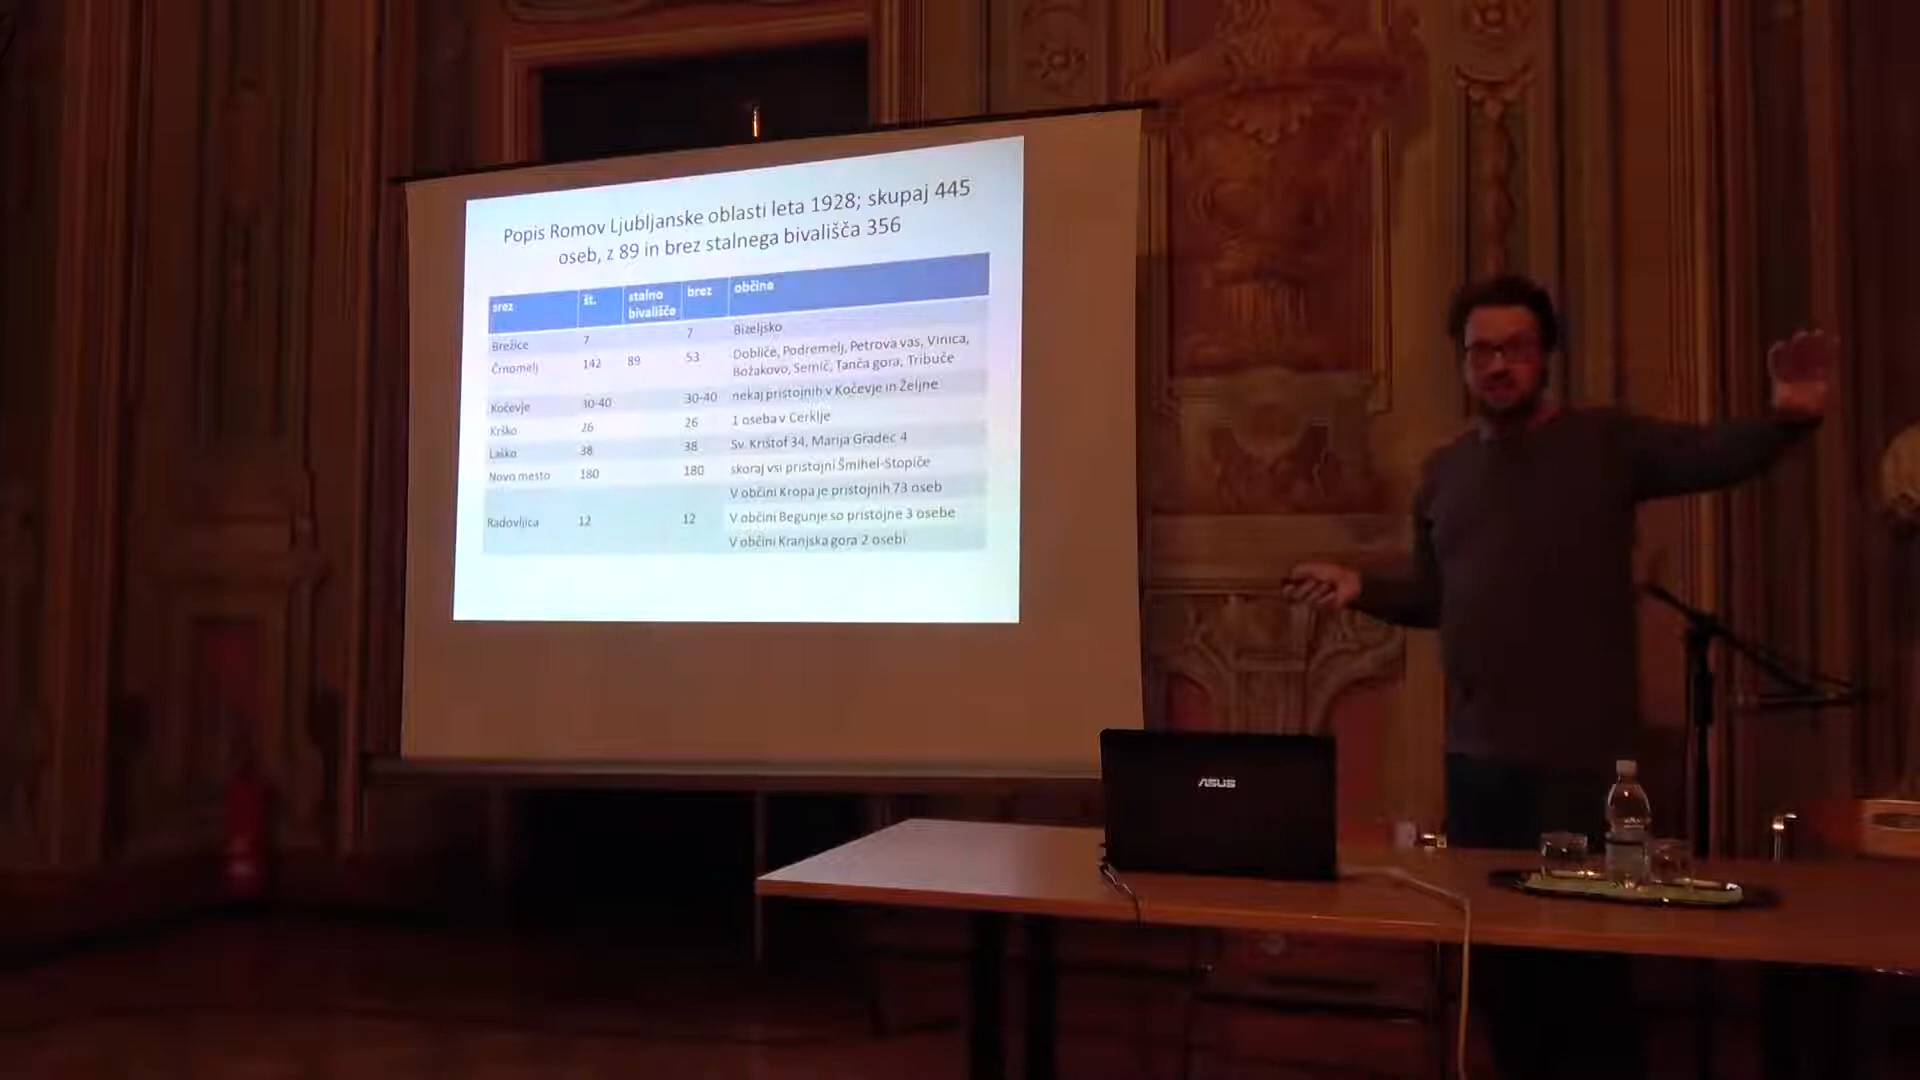 Popis Romov Ljubljanske oblasti leta 1928; skupaj 445
oseb, z 89 in brez stalnega bivališča 356
srez št. stalno bivališče brez občine
Brežice 7 7 Bizeljsko
Črnomelj 142 89 53 Dobliče, Podremelj, Petrova vas, Vinica,
Božakovo, Semič, Tanča gora, Tribuče
Kočevje 30-40 30-40 nekaj pristojnih v Kočevje in Željne
Krško 26 26 1 oseba v Cerklje
Laško 38 38 Sv. Krištof 34, Marija Gradec 4
Novo mesto 180 180 skoraj vsi pristojni Šmihel-Stopiče
V občini Kropa je pristojnih 73 oseb
Radovljica 12 12 V občini Begunje so pristojne 3 osebe
V občini Kranjska gora 2 osebi
ASUS